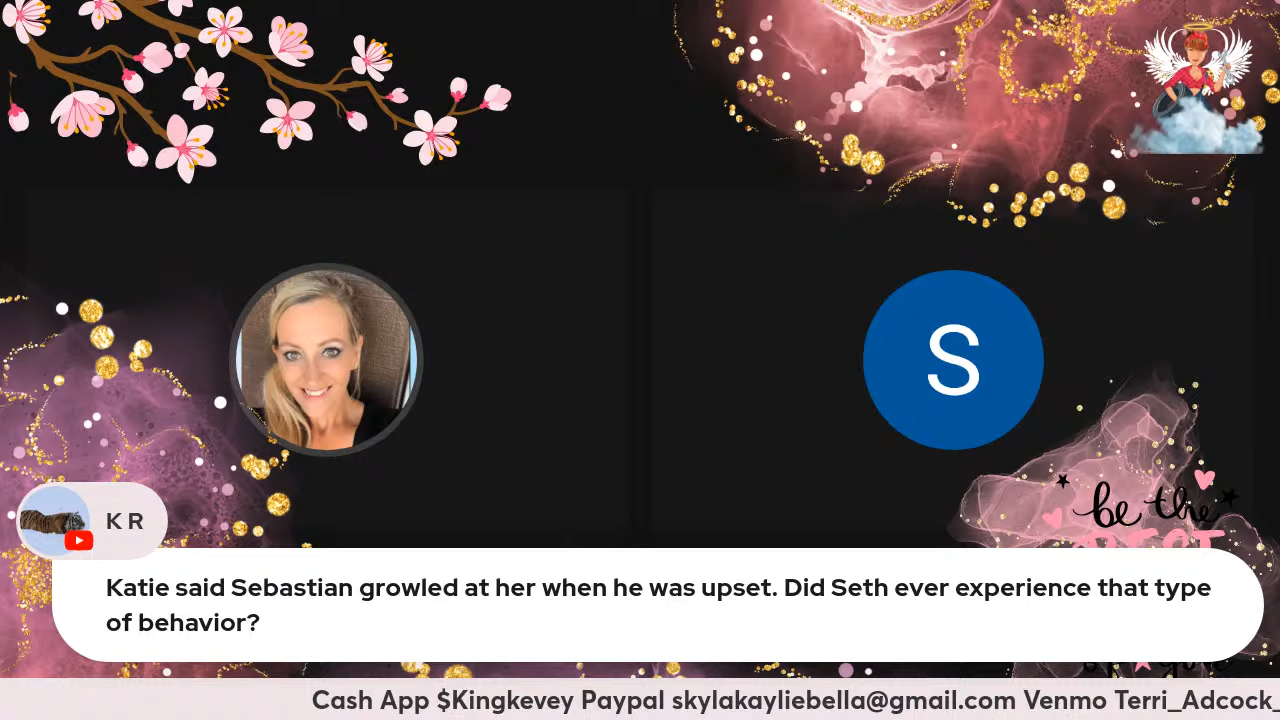 S
be the
K R
Katie said Sebastian growled at her when he was upset. Did Seth ever experience that type
of behavior?
Cash App $Kingkevey Paypal skylakayliebella@gmail.com Venmo Terri_Adcock_